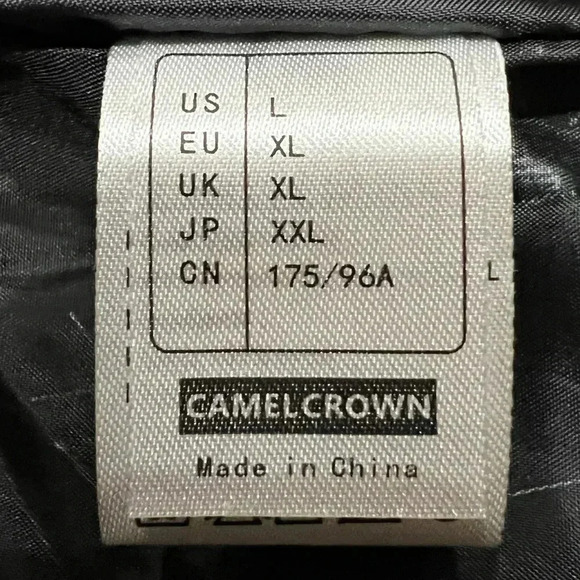 US L
EU XL
UK XL
JP XXL
CN 175/96A
L
CAMELCROWN
Made in China